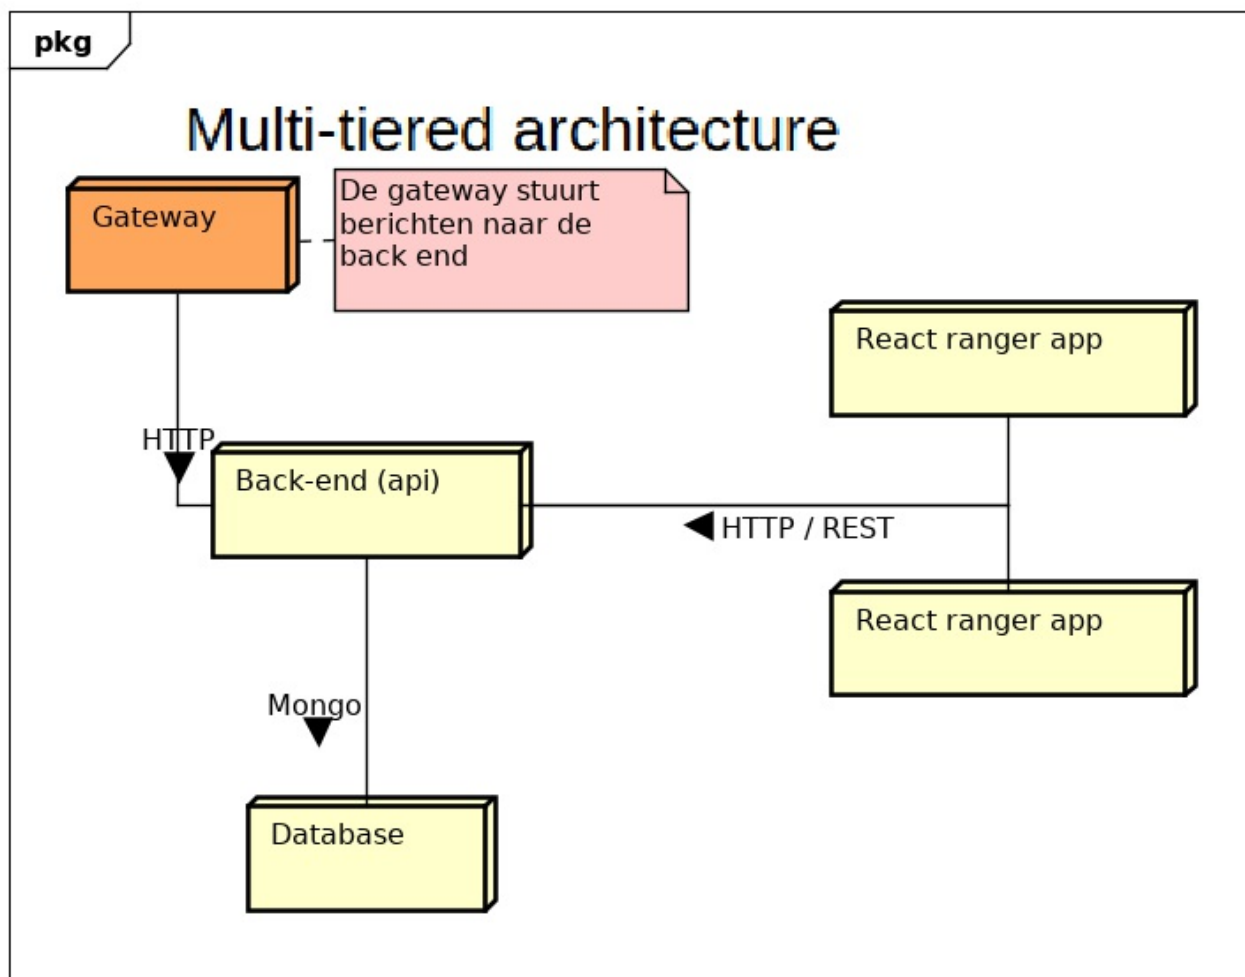 pkg
Multi-tiered architecture
Gateway
De gateway stuurt
berichten naar de
back end
React ranger app
HTTP
Back-end (api)
HTTP / REST
React ranger app
Mongo
Database